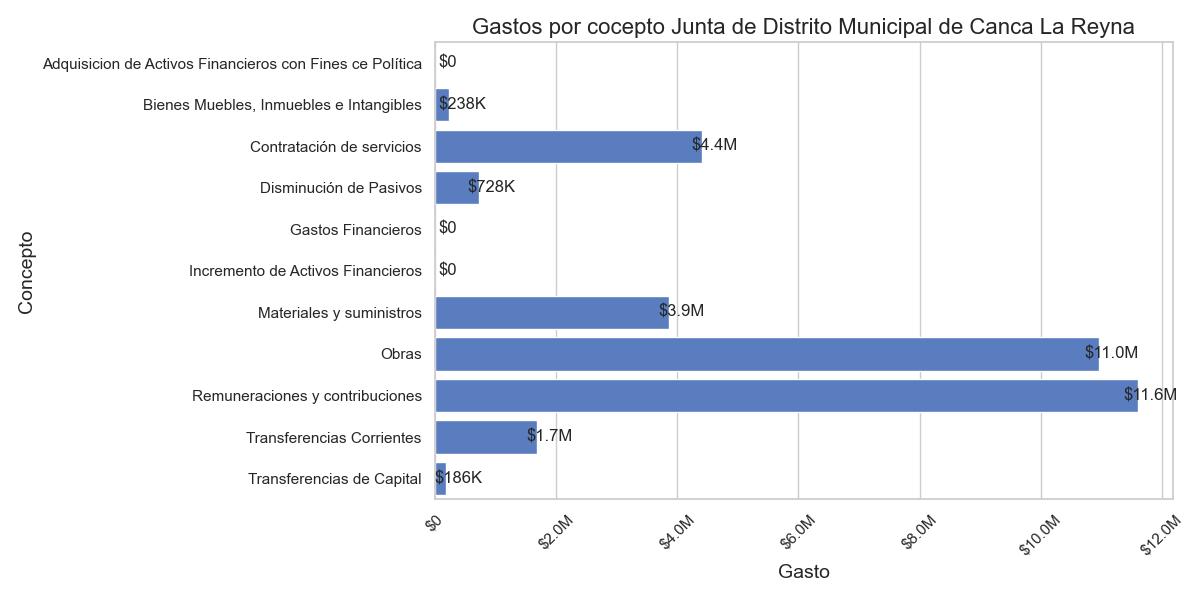 Gastos por cocepto Junta de Distrito Municipal de Canca La Reyna
Adquisicion de Activos Financieros con Fines ce Política
$0
Bienes Muebles, Inmuebles e Intangibles
$238K
Contratación de servicios
$4.4M
Disminución de Pasivos
$728K
Gastos Financieros
$0
Incremento de Activos Financieros
$0
Materiales y suministros
$3.9M
Obras
$11.0M
Remuneraciones y contribuciones
$11.6M
Transferencias Corrientes
$1.7M
Transferencias de Capital
$186K
Concepto
$0
$2.0M
$4.0M
$6.0M
$8.0M
$10.0M
$12.0M
Gasto